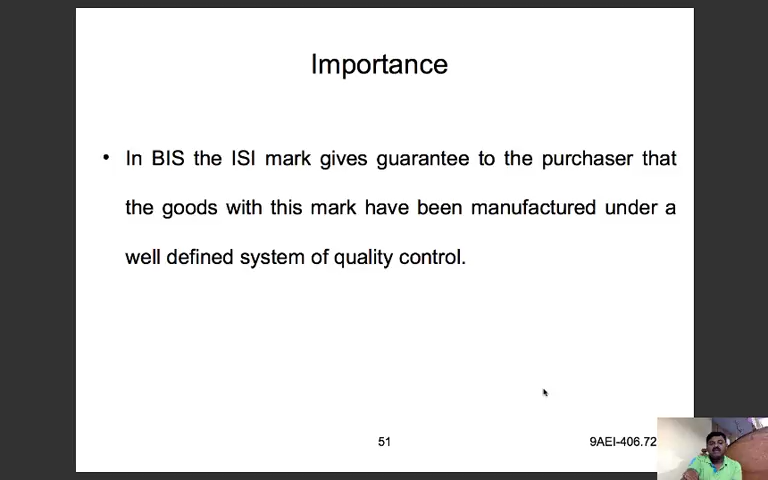 Importance
• In BIS the ISI mark gives guarantee to the purchaser that
the goods with this mark have been manufactured under a
well defined system of quality control.
51
9AEI-406.72